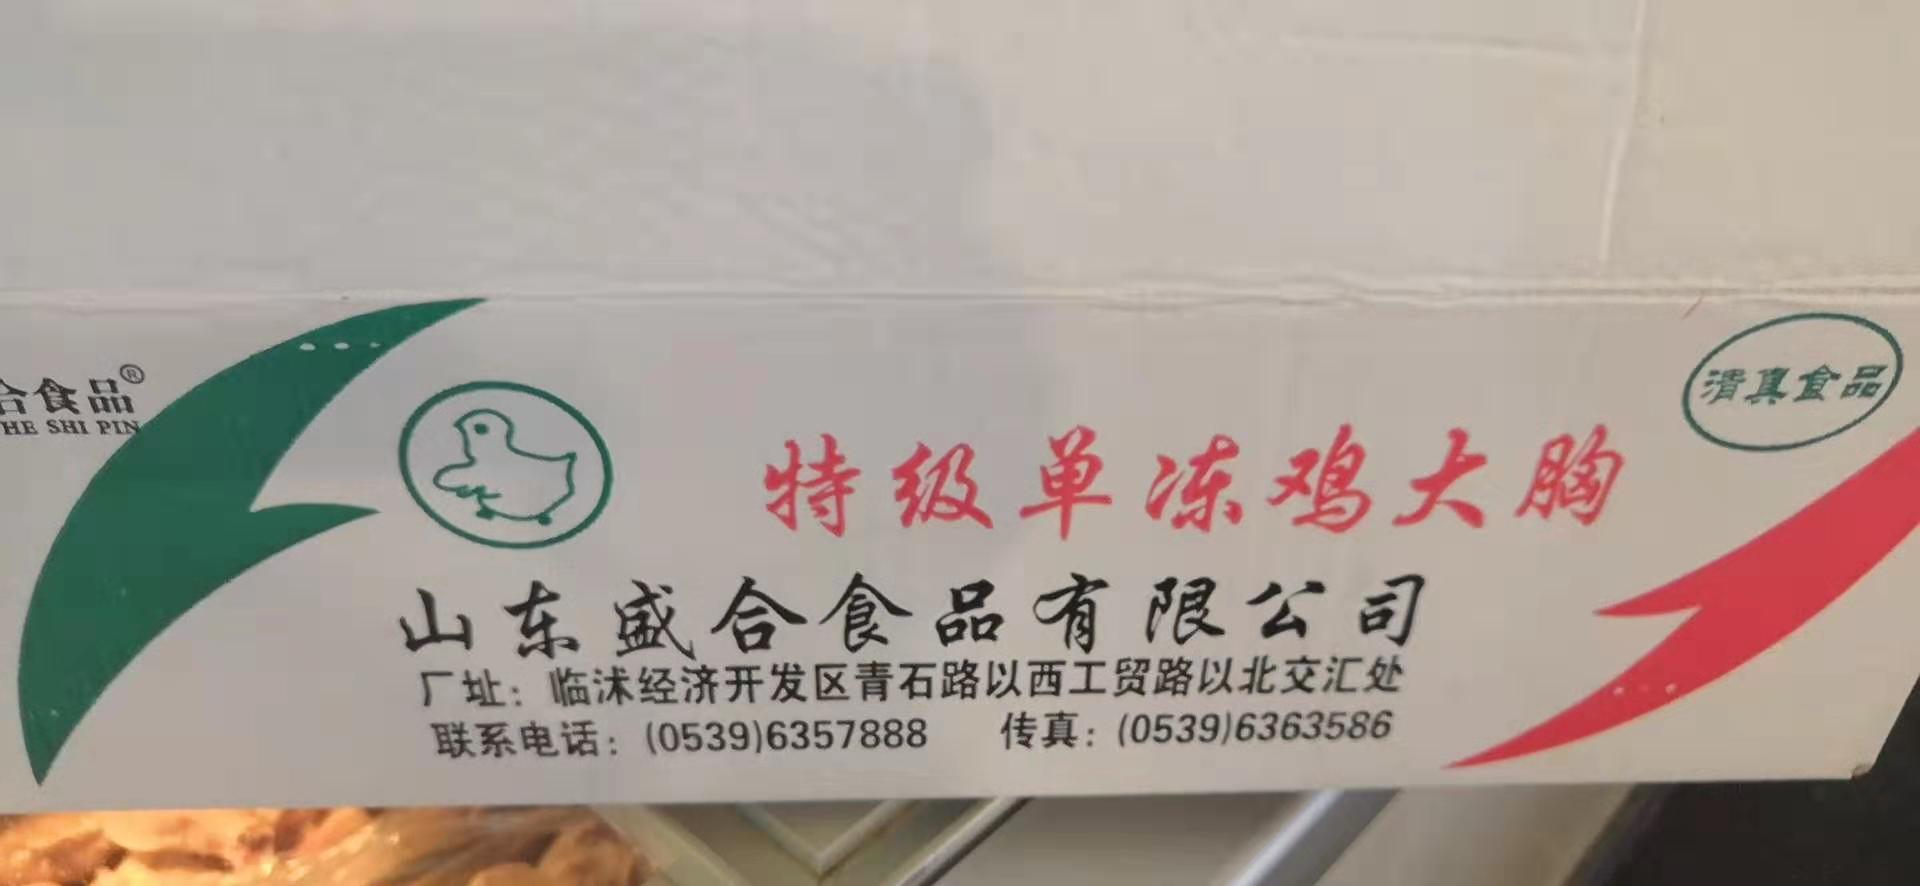 合食品®
HE SHI PIN
清真食品
特级单冻鸡大胸
山东盛合食品有限公司
厂址：临沭经济开发区青石路以西工贸路以北交汇处
联系电话：(0539)6357888 传真：(0539)6363586